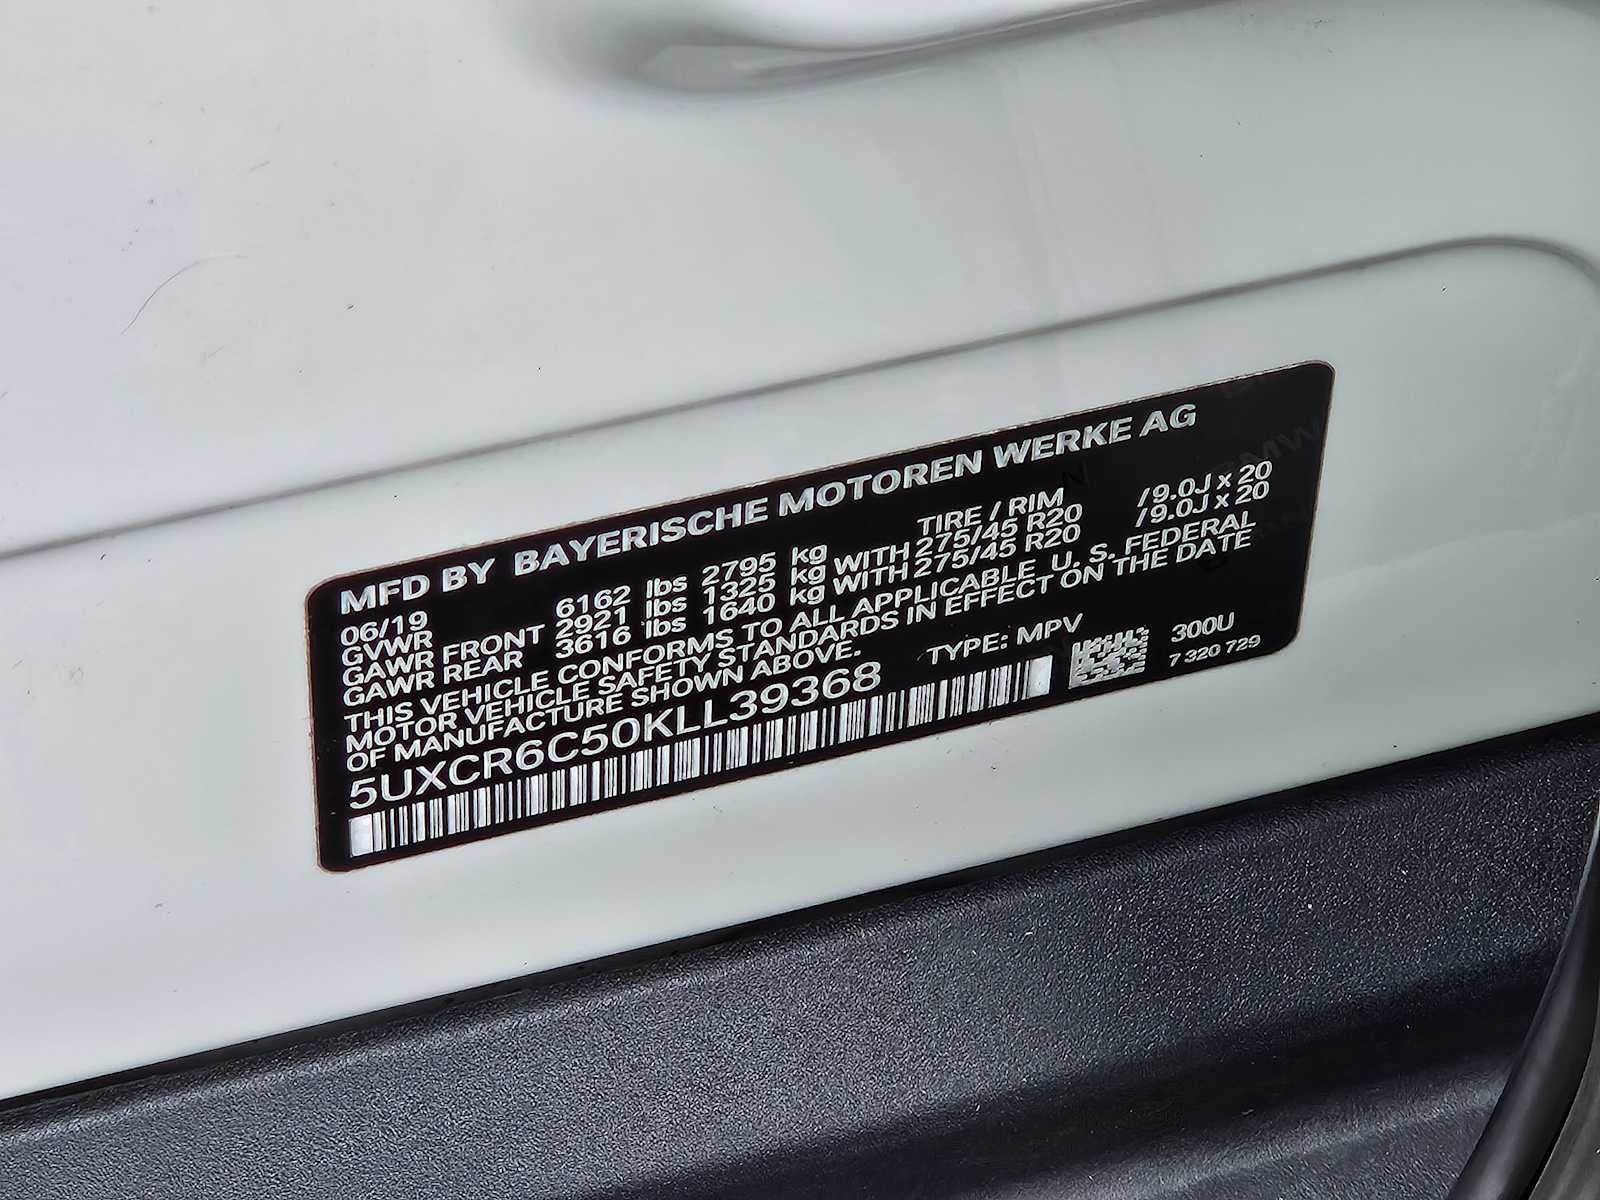 MFD BY BAYERISCHE MOTOREN WERKE AG
06/19 TIRE / RIM
GVWR 6162 lbs 2795 kg
GAWR FRONT 2921 lbs 1325 kg WITH 275/45 R20 /9.0J x 20
GAWR REAR 3616 lbs 1640 kg WITH 275/45 R20 /9.0J x 20
THIS VEHICLE CONFORMS TO ALL APPLICABLE U. S. FEDERAL
MOTOR VEHICLE SAFETY STANDARDS IN EFFECT ON THE DATE
OF MANUFACTURE SHOWN ABOVE.
5UXCR6C50KLL39368 TYPE: MPV 300U
7 320 729